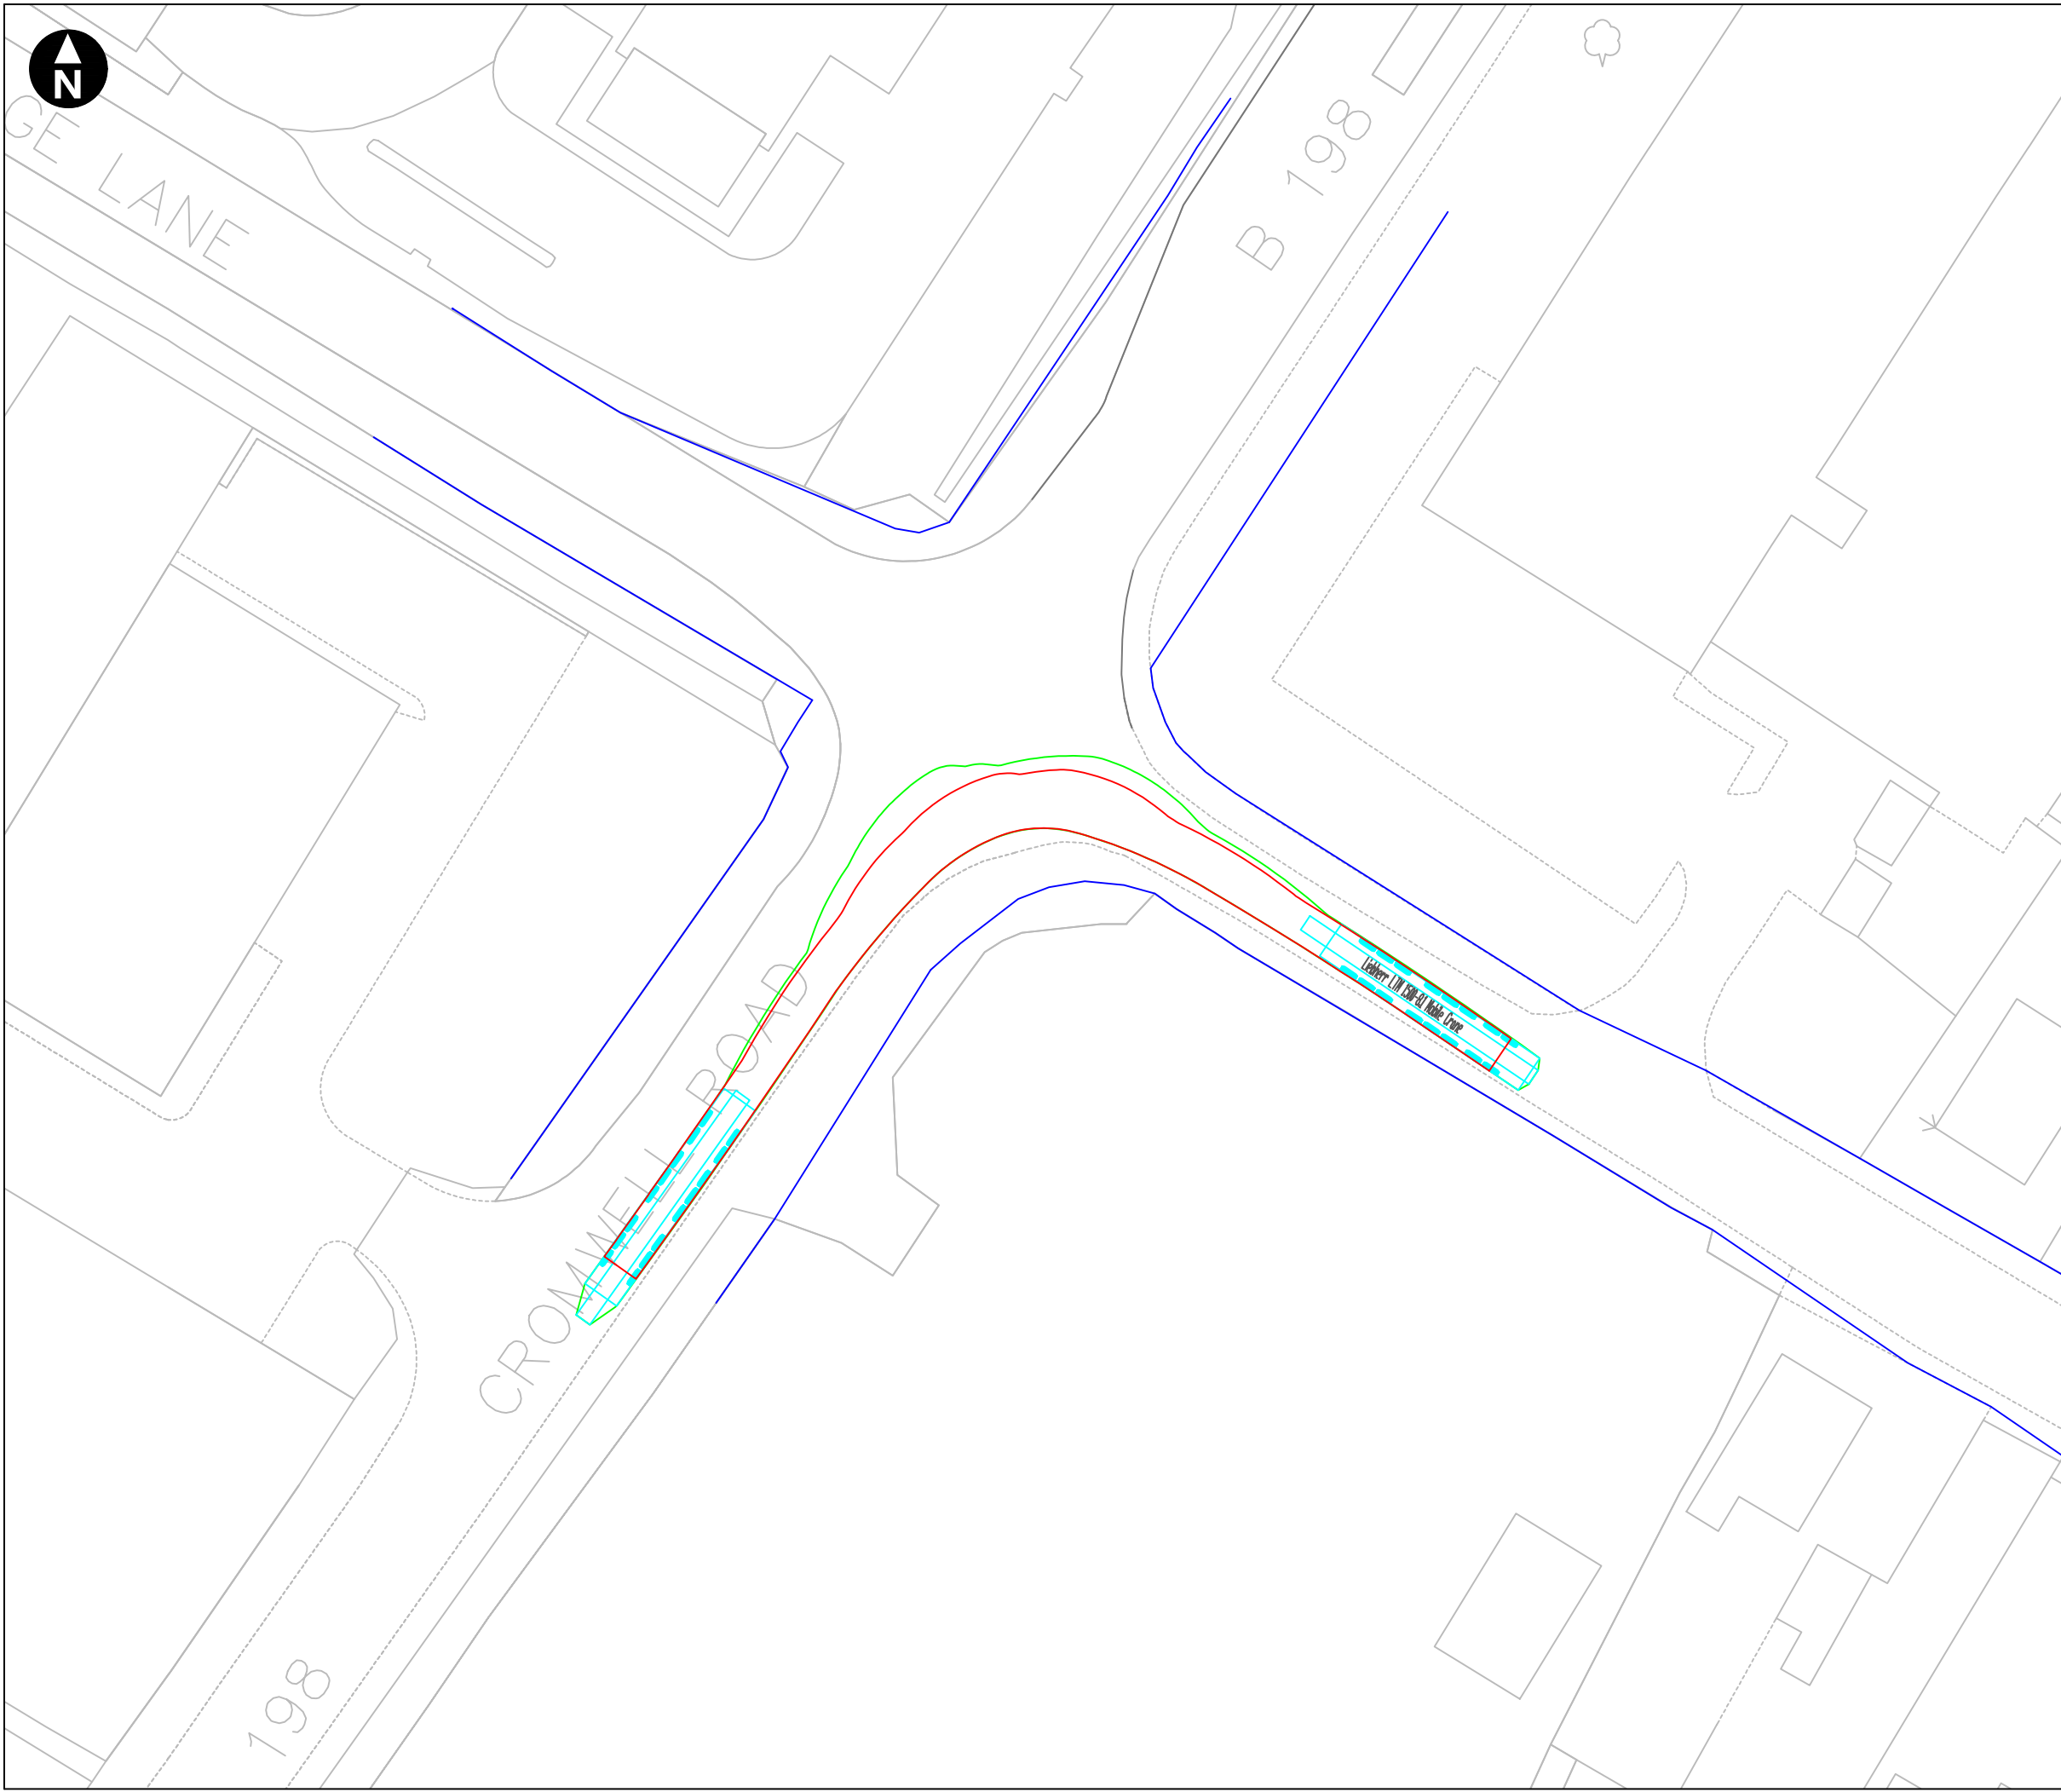 N
GE LANE
B 198
Liebherr LTM 1500-8.1 Mobile Crane
CROMWELL ROAD
198